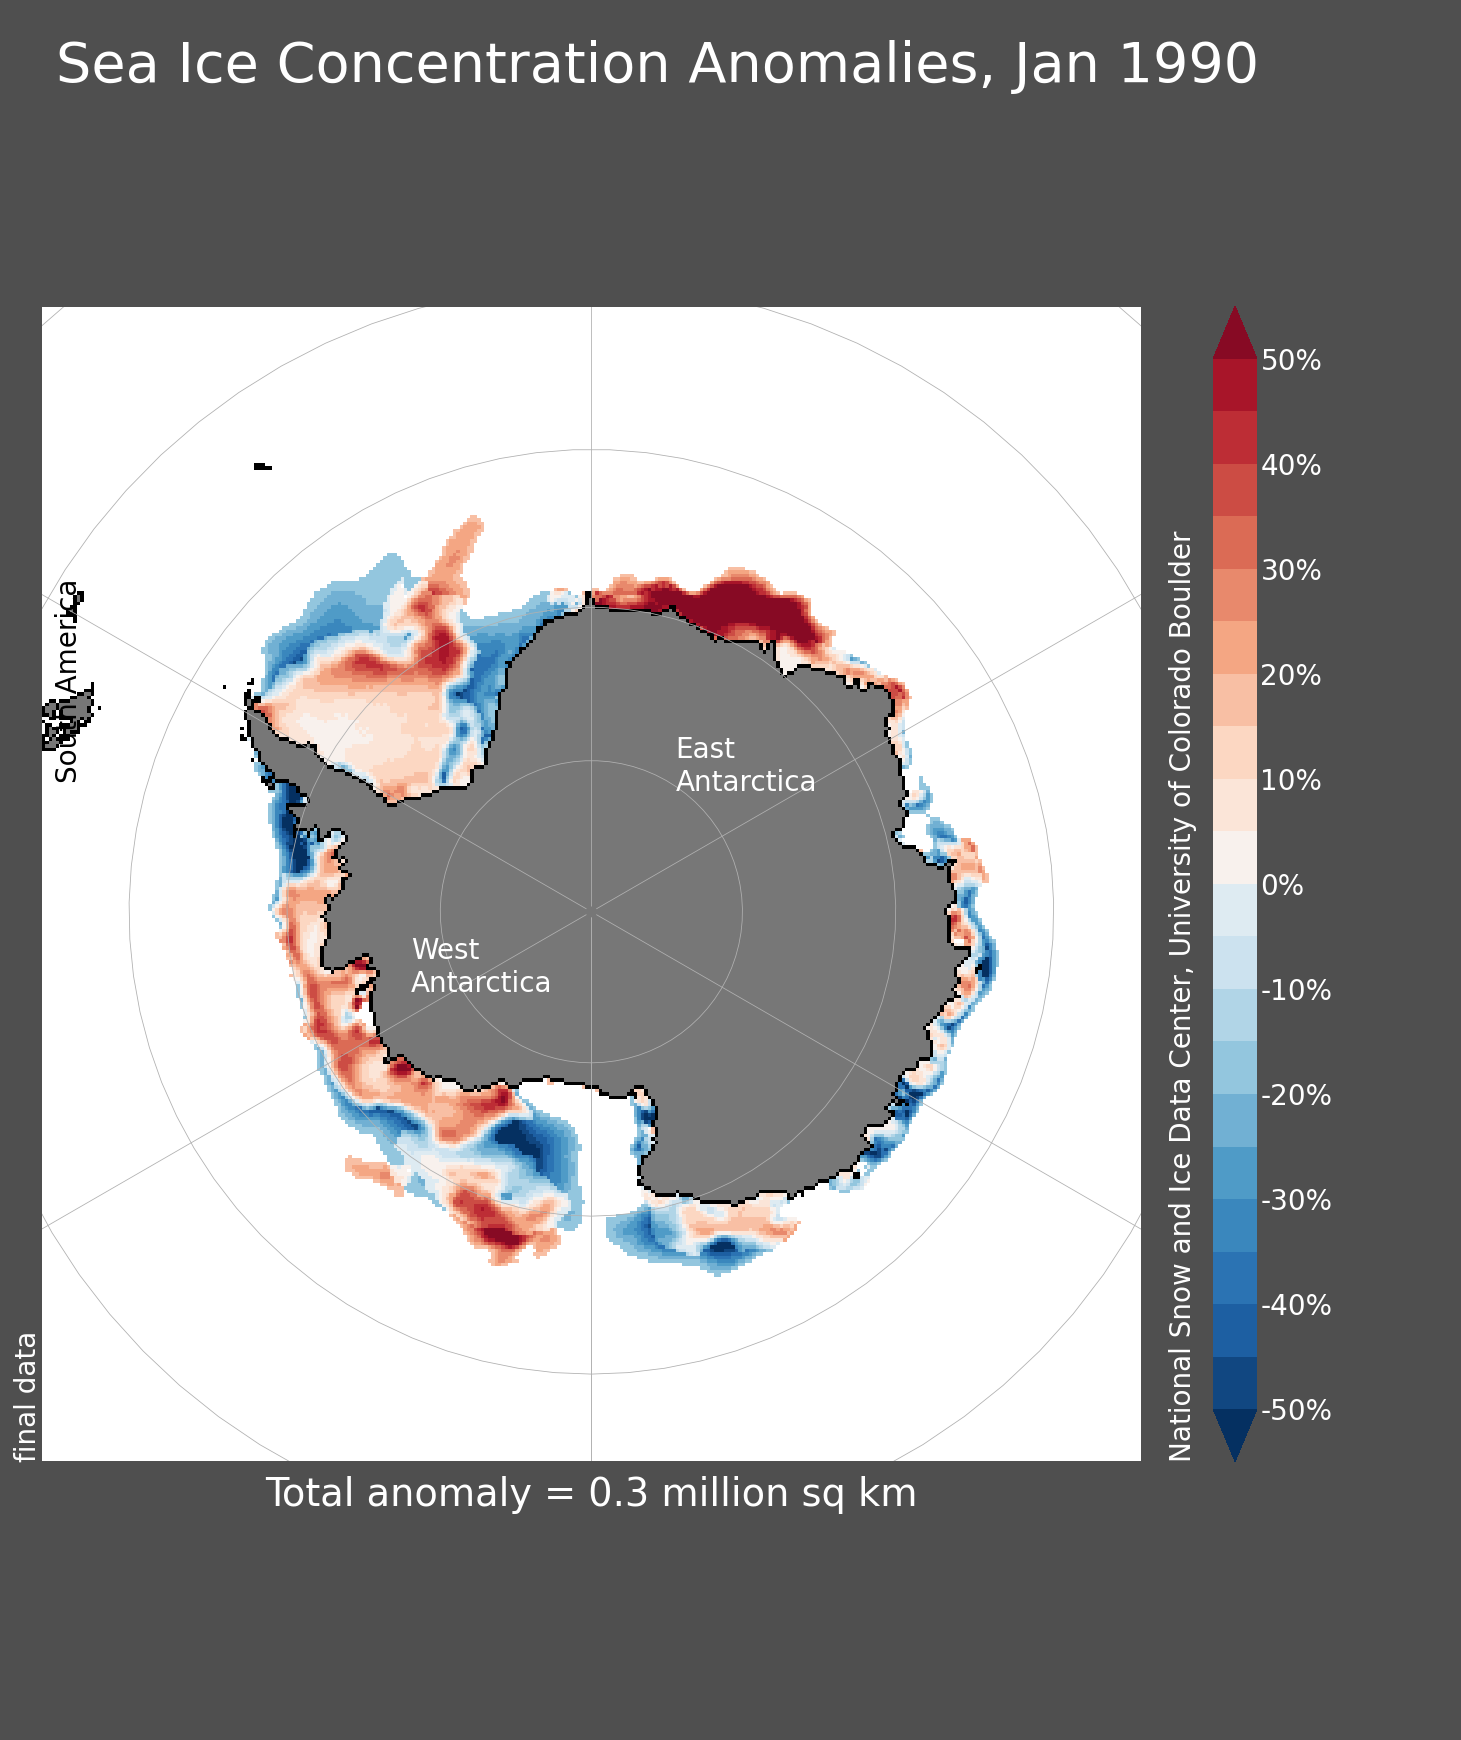 Sea Ice Concentration Anomalies, Jan 1990
South America
East
Antarctica
West
Antarctica
final data
National Snow and Ice Data Center, University of Colorado Boulder
50%
40%
30%
20%
10%
0%
-10%
-20%
-30%
-40%
-50%
Total anomaly = 0.3 million sq km